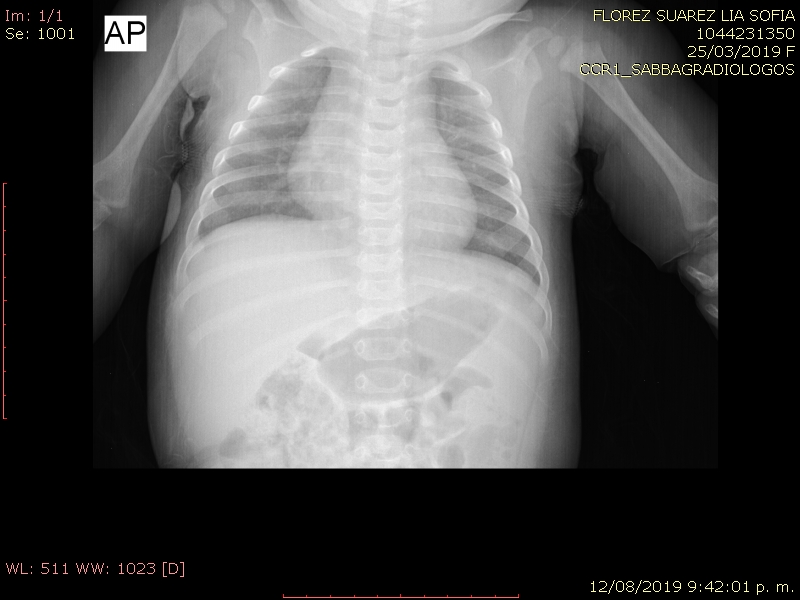 Im: 1/1
Se: 1001
AP
FLOREZ SUAREZ LIA SOFIA
1044231350
25/03/2019 F
CCR1_SABBAGRADIOLOGOS
WL: 511 WW: 1023 [D]
12/08/2019 9:42:01 p. m.